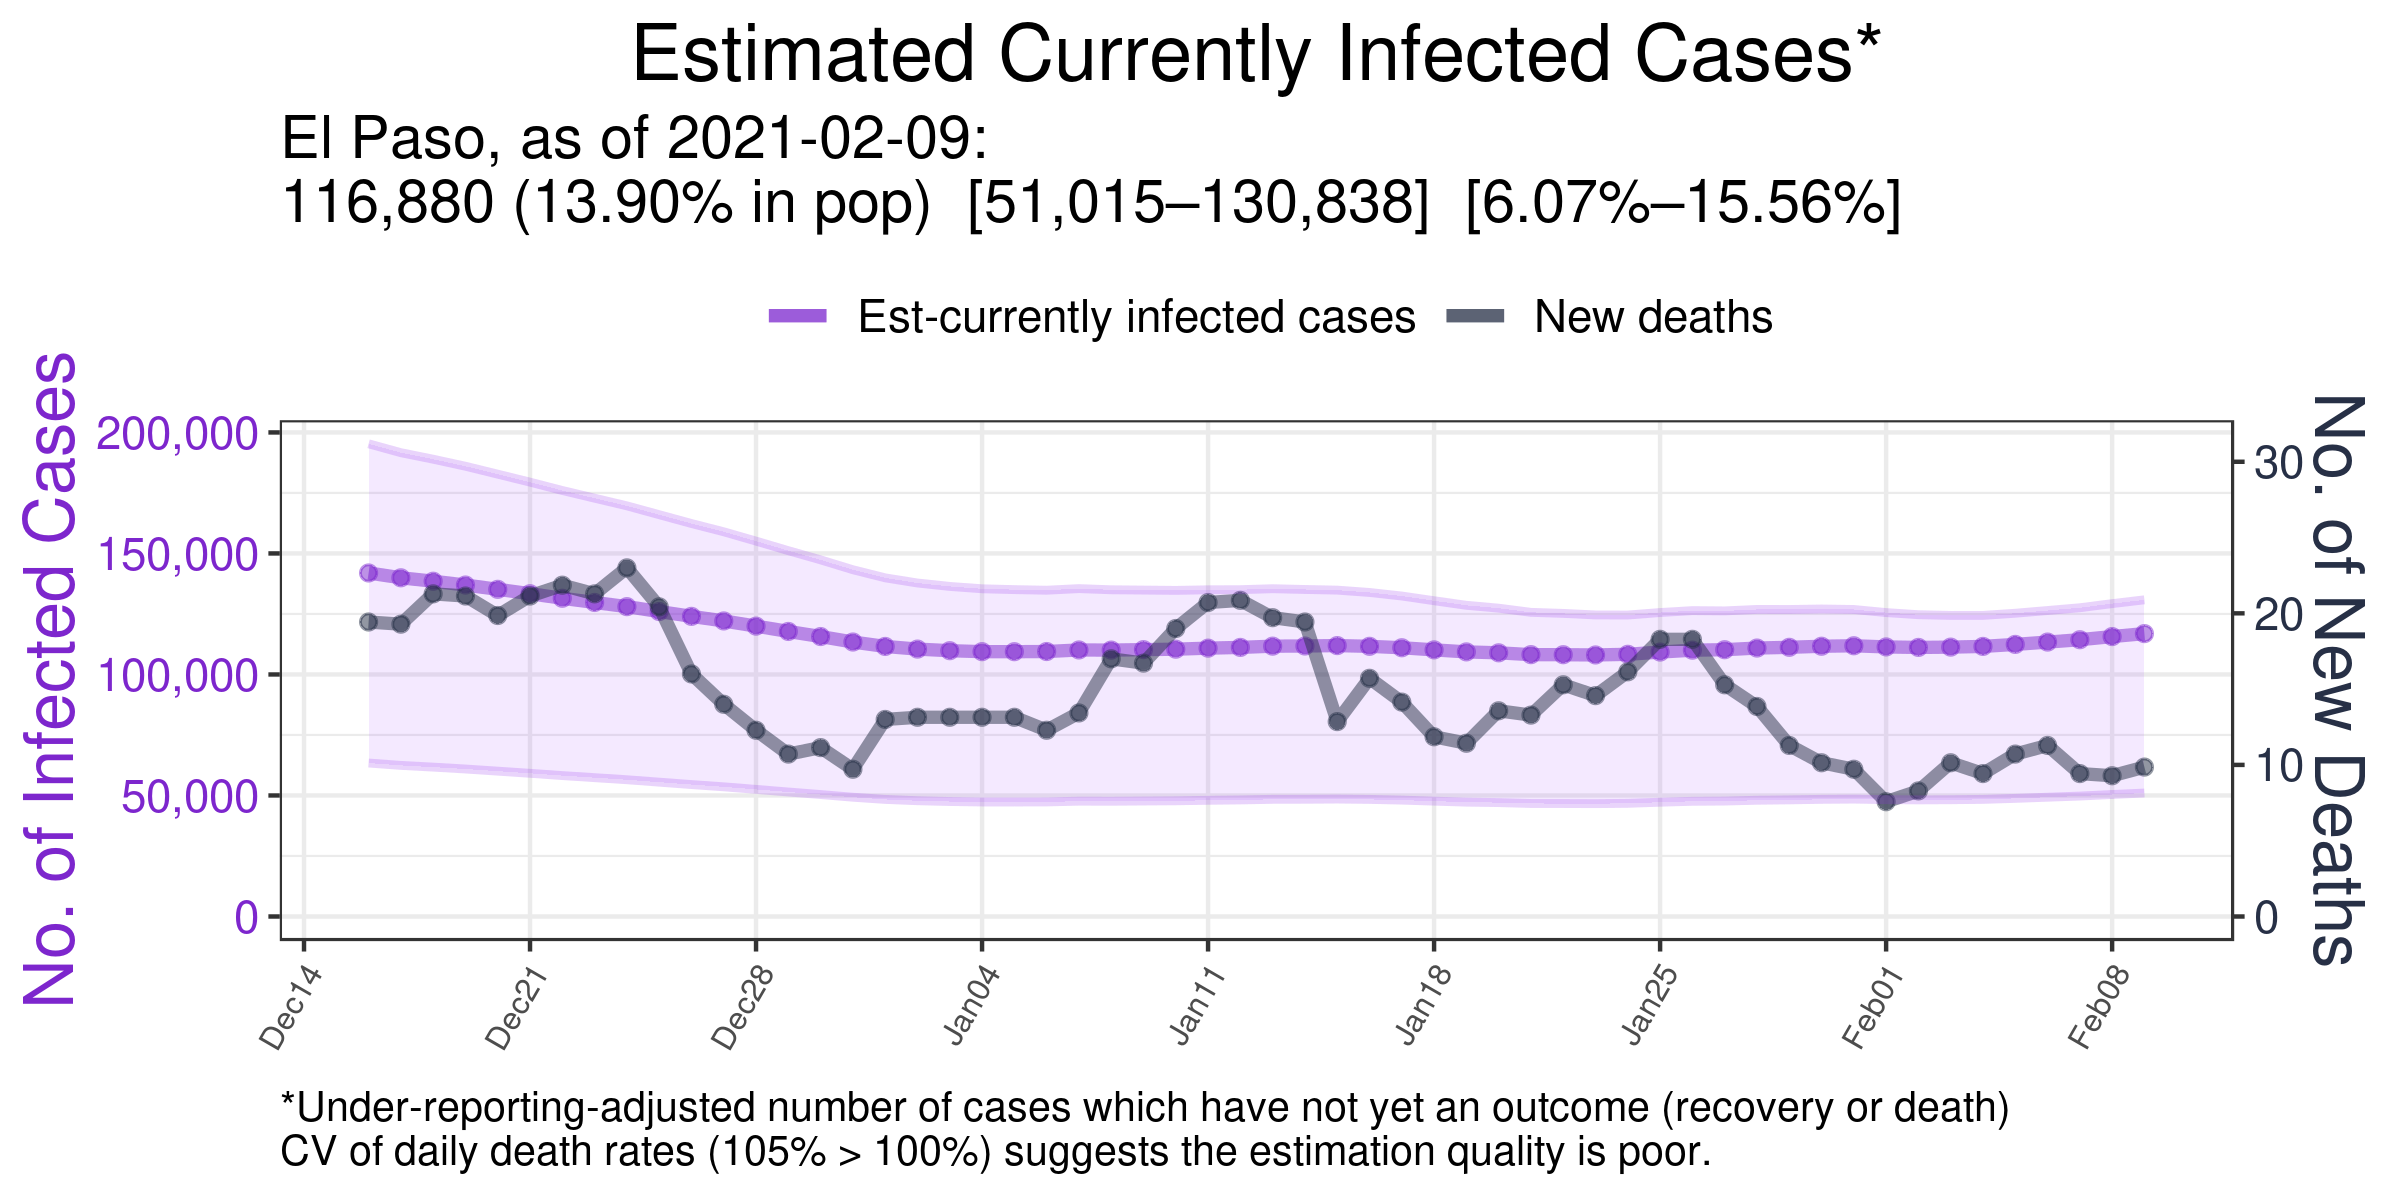 Estimated Currently Infected Cases*
El Paso, as of 2021-02-09:
116,880 (13.90% in pop)  [51,015–130,838]  [6.07%–15.56%]
Est-currently infected cases
New deaths
No. of Infected Cases
200,000
150,000
100,000
50,000
0
30
20
10
0
No. of New Deaths
Dec14
Dec21
Dec28
Jan04
Jan11
Jan18
Jan25
Feb01
Feb08
*Under-reporting-adjusted number of cases which have not yet an outcome (recovery or death)
CV of daily death rates (105% > 100%) suggests the estimation quality is poor.